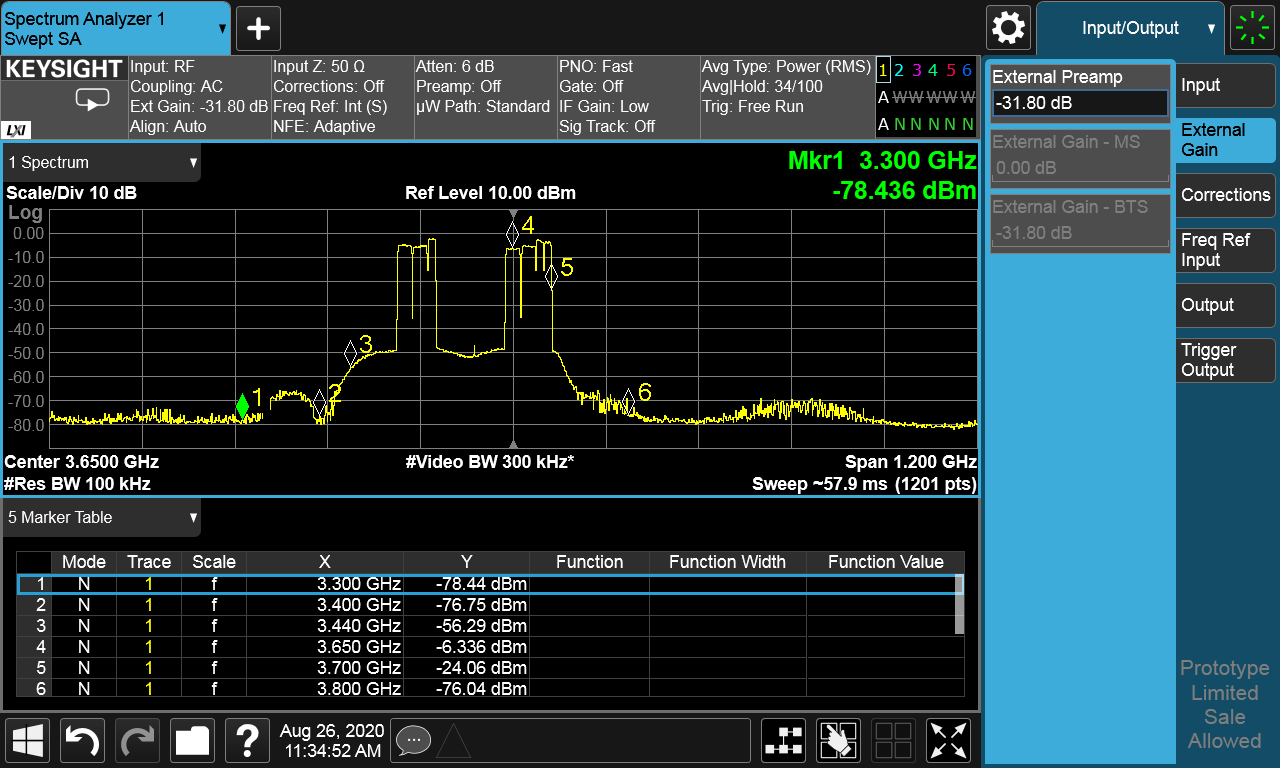 Spectrum Analyzer 1
Swept SA
Input/Output
KEYSIGHT
LXI
Input: RF
Coupling: AC
Ext Gain: -31.80 dB
Align: Auto
Input Z: 50 Ω
Corrections: Off
Freq Ref: Int (S)
NFE: Adaptive
Atten: 6 dB
Preamp: Off
µW Path: Standard
PNO: Fast
Gate: Off
IF Gain: Low
Sig Track: Off
Avg Type: Power (RMS)
Avg|Hold: 34/100
Trig: Free Run
1 2 3 4 5 6
A W W W W W
A N N N N N
1 Spectrum
Mkr1 3.300 GHz
-78.436 dBm
Scale/Div 10 dB
Ref Level 10.00 dBm
Log
0.00
-10.0
-20.0
-30.0
-40.0
-50.0
-60.0
-70.0
-80.0
1
2
3
4
5
6
Center 3.6500 GHz
#Video BW 300 kHz*
Span 1.200 GHz
#Res BW 100 kHz
Sweep ~57.9 ms (1201 pts)
5 Marker Table
Mode Trace Scale X Y Function Function Width Function Value
1 N 1 f 3.300 GHz -78.44 dBm
2 N 1 f 3.400 GHz -76.75 dBm
3 N 1 f 3.440 GHz -56.29 dBm
4 N 1 f 3.650 GHz -6.336 dBm
5 N 1 f 3.700 GHz -24.06 dBm
6 N 1 f 3.800 GHz -76.04 dBm
?
Aug 26, 2020
11:34:52 AM
External Preamp
-31.80 dB
External Gain - MS
0.00 dB
External Gain - BTS
-31.80 dB
Input
External
Gain
Corrections
Freq Ref
Input
Output
Trigger
Output
Prototype
Limited
Sale
Allowed